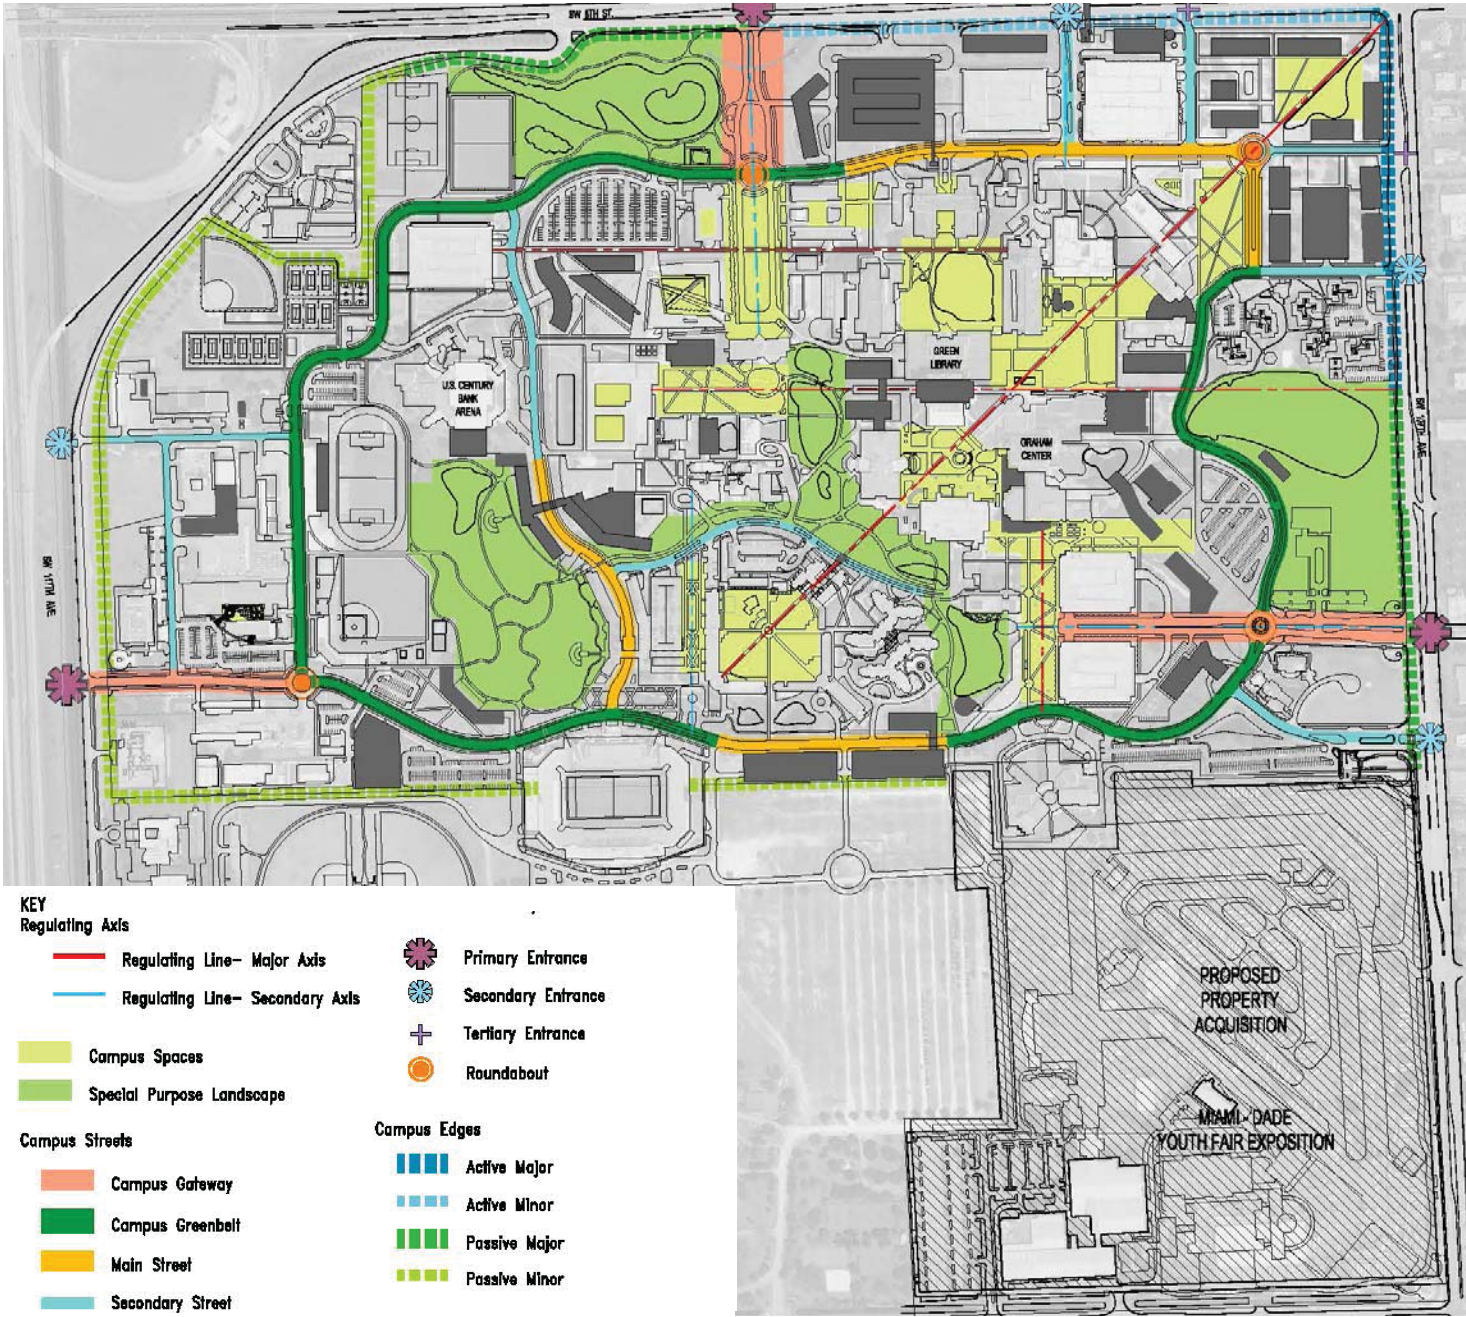 SW 8TH ST.
GREEN
LIBRARY
U.S. CENTURY
BANK
ARENA
GRAHAM
CENTER
SW 107TH AVE.
SW 117TH AVE.
KEY
Regulating Axis
Regulating Line- Major Axis
Regulating Line- Secondary Axis
Campus Spaces
Special Purpose Landscape
Campus Streets
Campus Gateway
Campus Greenbelt
Main Street
Secondary Street
Primary Entrance
Secondary Entrance
Tertiary Entrance
Roundabout
Campus Edges
Active Major
Active Minor
Passive Major
Passive Minor
PROPOSED
PROPERTY
ACQUISITION
MIAMI - DADE
YOUTH FAIR EXPOSITION